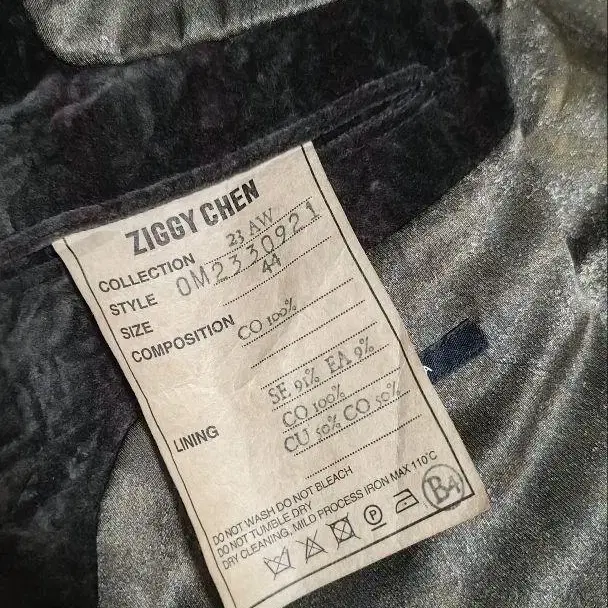 ZIGGY CHEN
COLLECTION 23 AW
STYLE 0M2330921
SIZE 44
COMPOSITION CO 100%
SE 91% EA 9%
LINING CO 100%
CU 50% CO 50%
DO NOT WASH DO NOT BLEACH
DO NOT TUMBLE DRY
DRY CLEANING, MILD PROCESS IRON MAX 110°C
P
B4